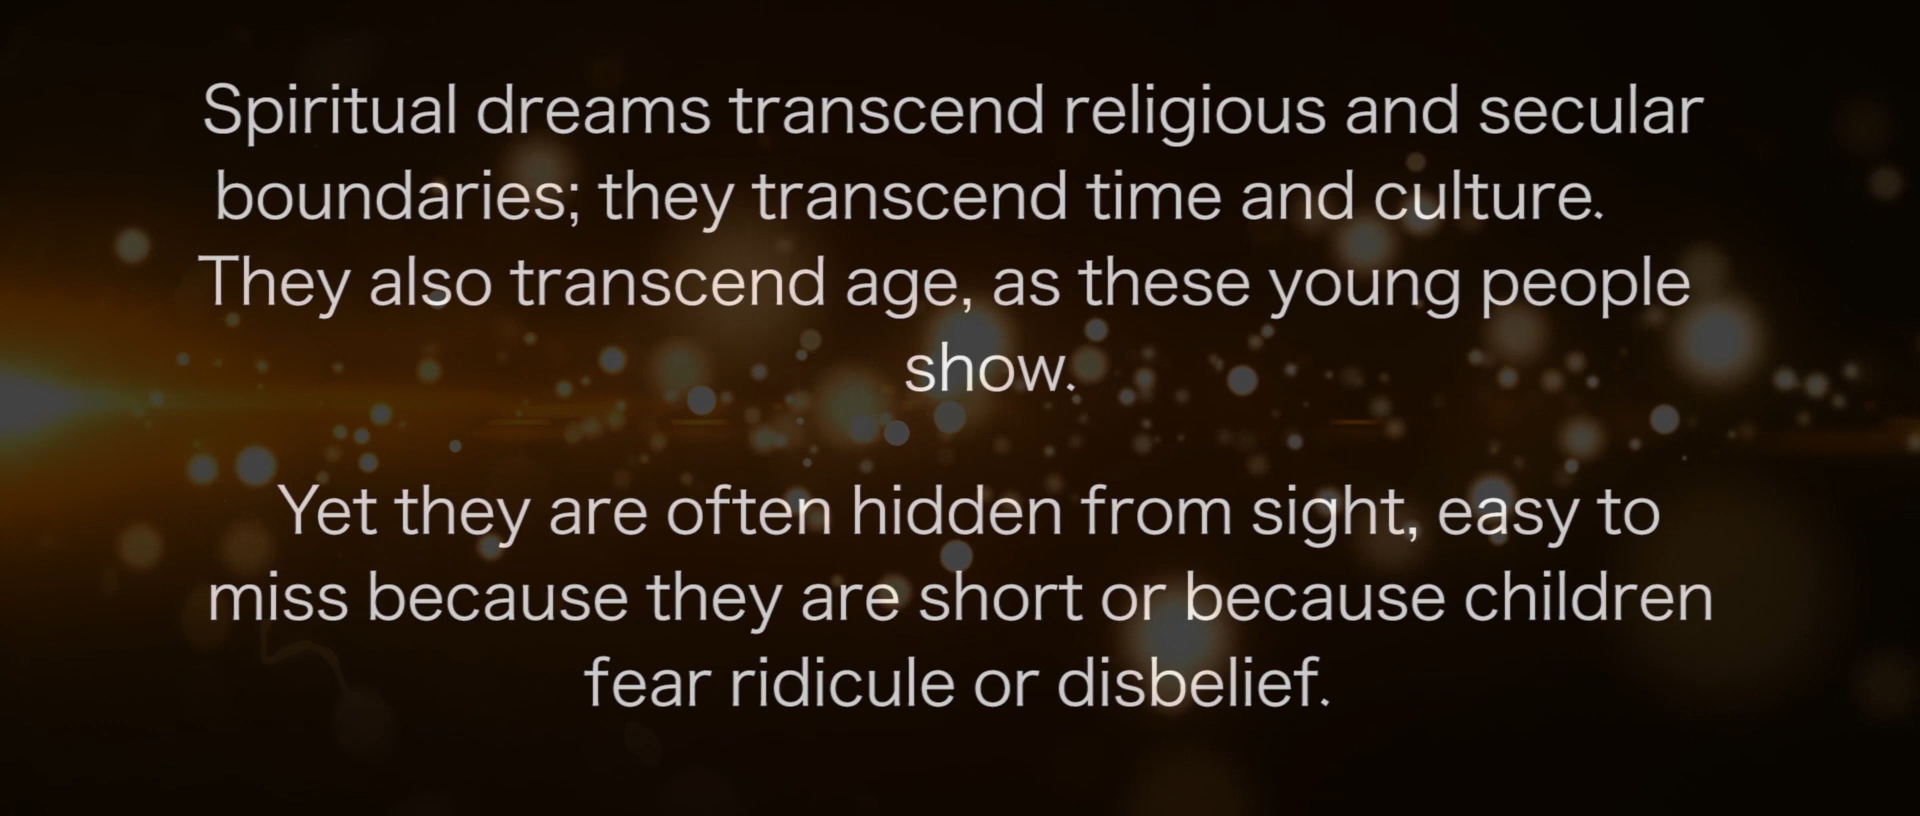 Spiritual dreams transcend religious and secular
boundaries; they transcend time and culture.
They also transcend age, as these young people
show.
Yet they are often hidden from sight, easy to
miss because they are short or because children
fear ridicule or disbelief.